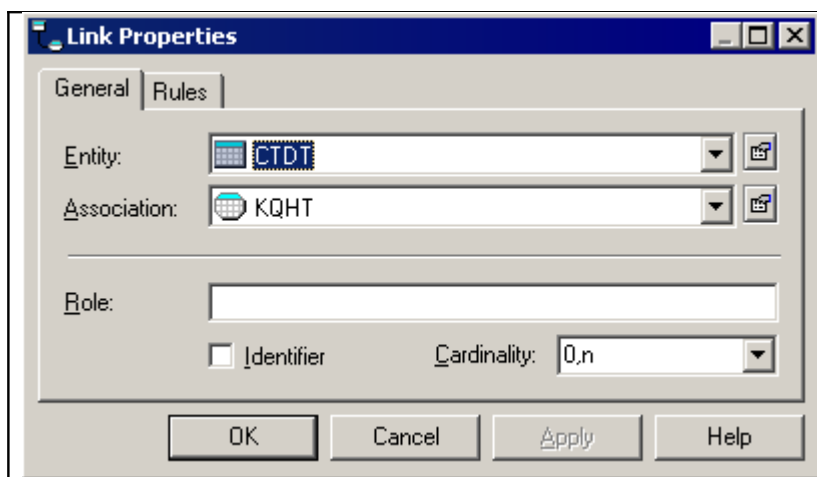 Link Properties
General Rules
Entity: CTDT
Association: KQHT
Role:
Identifier Cardinality: 0,n
OK Cancel Apply Help